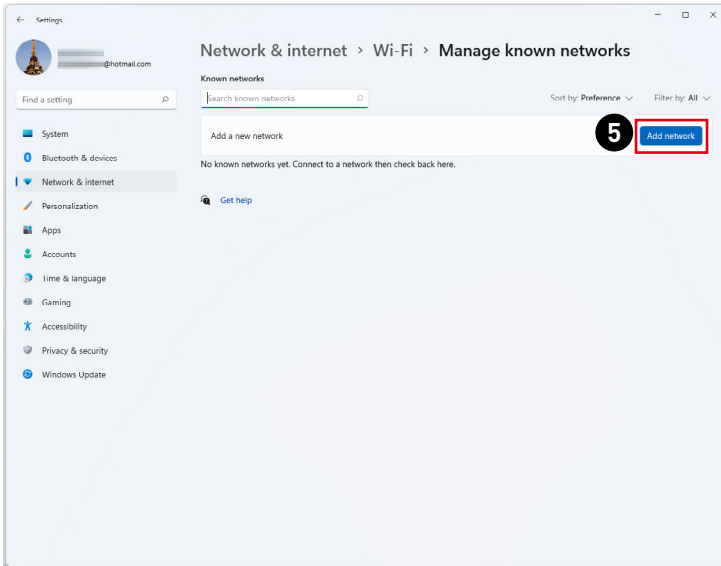 Settings
@hotmail.com
Network & internet > Wi-Fi > Manage known networks
Known networks
Find a setting
Search known networks
Sort by: Preference
Filter by: All
System
Add a new network
5
Add network
Bluetooth & devices
No known networks yet. Connect to a network then check back here.
Network & internet
Personalization
Get help
Apps
Accounts
Time & language
Gaming
Accessibility
Privacy & security
Windows Update